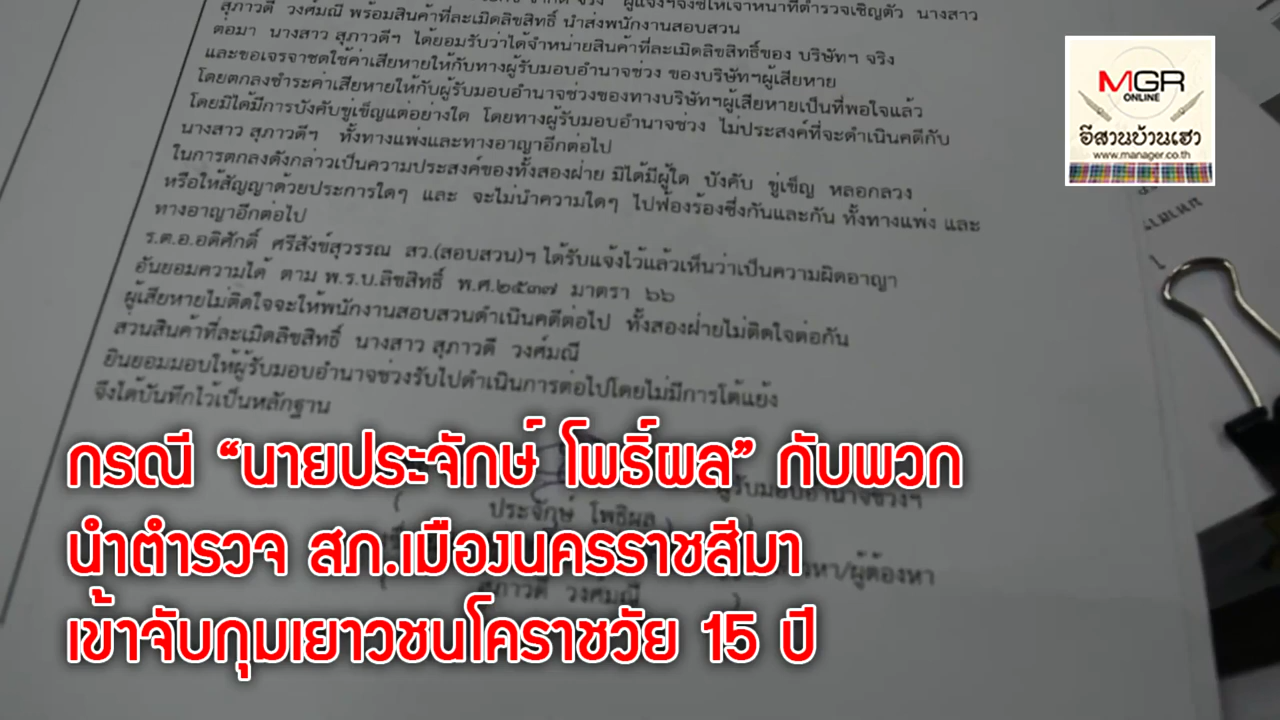 สุภาวดี วงศ์มณี พร้อมสินค้าที่ละเมิดลิขสิทธิ์ นำส่งพนักงานสอบสวน
ต่อมา นางสาว สุภาวดีฯ ได้ยอมรับว่าได้จำหน่ายสินค้าที่ละเมิดลิขสิทธิ์ของ บริษัทฯ จริง
และขอเจรจาชดใช้ค่าเสียหายให้กับทางผู้รับมอบอำนาจช่วง ของบริษัทฯผู้เสียหาย
โดยตกลงชำระค่าเสียหายให้กับผู้รับมอบอำนาจช่วงของทางบริษัทฯผู้เสียหายเป็นที่พอใจแล้ว
โดยมิได้มีการบังคับขู่เข็ญแต่อย่างใด โดยทางผู้รับมอบอำนาจช่วง ไม่ประสงค์ที่จะดำเนินคดีกับ
นางสาว สุภาวดีฯ ทั้งทางแพ่งและทางอาญาอีกต่อไป
ในการตกลงดังกล่าวเป็นความประสงค์ของทั้งสองฝ่าย มิได้มีผู้ใด บังคับ ขู่เข็ญ หลอกลวง
หรือให้สัญญาด้วยประการใดๆ และ จะไม่นำความใดๆ ไปฟ้องร้องซึ่งกันและกัน ทั้งทางแพ่ง และ
ทางอาญาอีกต่อไป
ร.ต.อ.อดิศักดิ์ ศรีสังข์สุวรรณ สว.(สอบสวน)ฯ ได้รับแจ้งไว้แล้วเห็นว่าเป็นความผิดอาญา
อันยอมความได้ ตาม พ.ร.บ.ลิขสิทธิ์ พ.ศ.๒๕๓๗ มาตรา ๖๖
ผู้เสียหายไม่ติดใจจะให้พนักงานสอบสวนดำเนินคดีต่อไป ทั้งสองฝ่ายไม่ติดใจต่อกัน
ส่วนสินค้าที่ละเมิดลิขสิทธิ์ นางสาว สุภาวดี วงศ์มณี
ยินยอมมอบให้ผู้รับมอบอำนาจช่วงรับไปดำเนินการต่อไปโดยไม่มีการโต้แย้ง
จึงได้บันทึกไว้เป็นหลักฐาน
ผู้รับมอบอำนาจช่วงฯ
ประจักษ์ โพธิผล
หา/ผู้ต้องหา
สุภาวดี วงศ์มณี
MGR
ONLINE
อีสานบ้านเฮา
www.manager.co.th
กรณี “นายประจักษ์ โพธิ์ผล” กับพวก
นำตำรวจ สภ.เมืองนครราชสีมา
เข้าจับกุมเยาวชนโคราชวัย 15 ปี